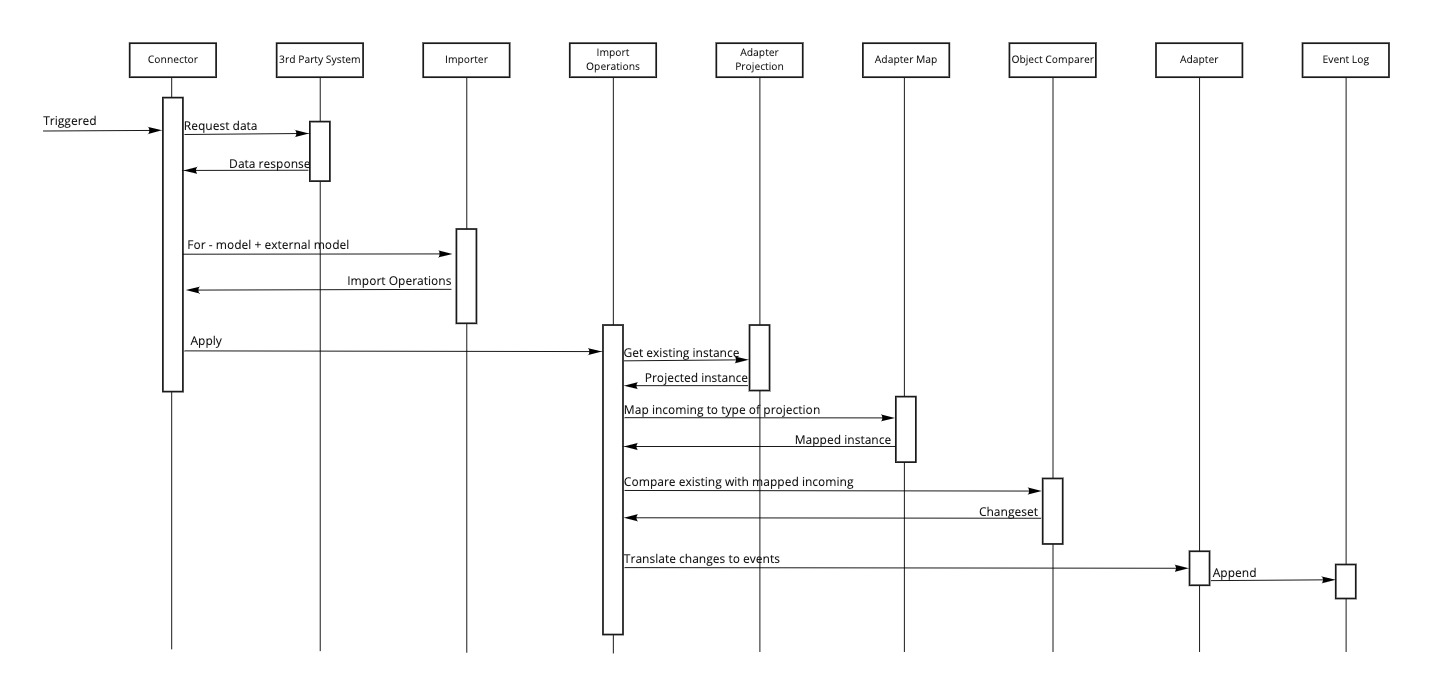 Connector
3rd Party System
Importer
Import
Operations
Adapter
Projection
Adapter Map
Object Comparer
Adapter
Event Log
Triggered
Request data
Data response
For - model + external model
Import Operations
Apply
Get existing instance
Projected instance
Map incoming to type of projection
Mapped instance
Compare existing with mapped incoming
Changeset
Translate changes to events
Append